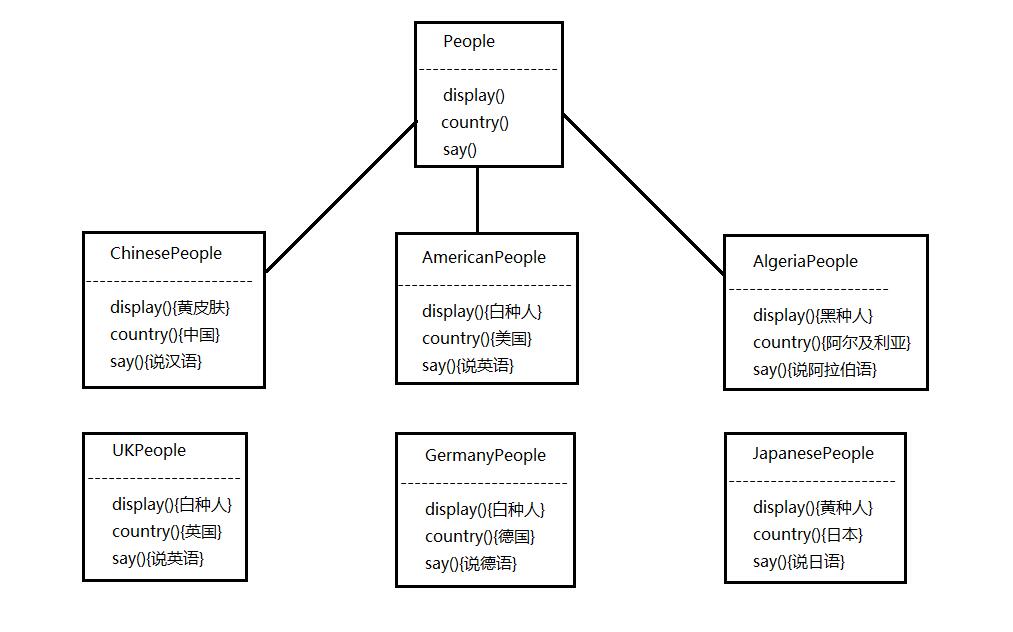 People
display()
country()
say()
ChinesePeople
display(){黄皮肤}
country(){中国}
say(){说汉语}
AmericanPeople
display(){白种人}
country(){美国}
say(){说英语}
AlgeriaPeople
display(){黑种人}
country(){阿尔及利亚}
say(){说阿拉伯语}
UKPeople
display(){白种人}
country(){英国}
say(){说英语}
GermanyPeople
display(){白种人}
country(){德国}
say(){说德语}
JapanesePeople
display(){黄种人}
country(){日本}
say(){说日语}